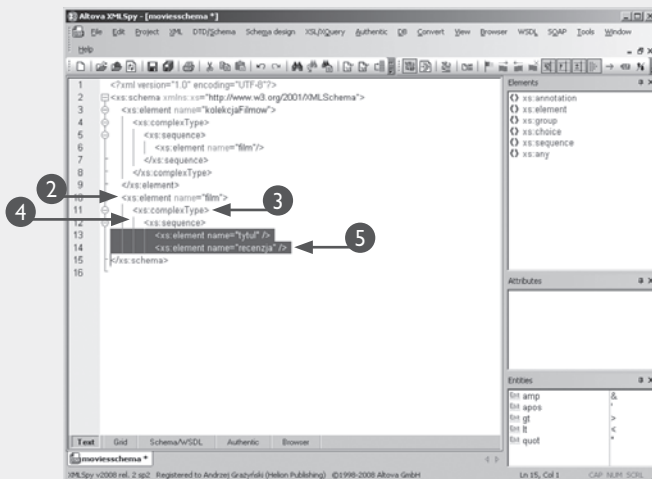 Altova XMLSpy - [moviesschema *]
File Edit Project XML DTD/Schema Schema design XSL/XQuery Authentic DB Convert View Browser WSDL SOAP Tools Window
Help
Elements
1 <?xml version="1.0" encoding="UTF-8"?>
2 <xs:schema xmlns:xs="http://www.w3.org/2001/XMLSchema">
3 <xs:element name="kolekcjaFilmow">
4 <xs:complexType>
5 <xs:sequence>
6 <xs:element name="film"/>
7 </xs:sequence>
8 </xs:complexType>
9 </xs:element>
10 <xs:element name="film">
11 <xs:complexType>
12 <xs:sequence>
13 <xs:element name="tytul" />
14 <xs:element name="recenzja" />
15 </xs:schema>
16
2
3
4
5
xs:annotation
xs:element
xs:group
xs:choice
xs:sequence
xs:any
Attributes
Entities
Ent amp &
Ent apos '
Ent gt >
Ent lt <
Ent quot "
Text Grid Schema/WSDL Authentic Browser
moviesschema *
XMLSpy v2008 rel. 2 sp2 Registered to Andrzej Grazyński (Helion Publishing) ©1998-2008 Altova GmbH Ln 15, Col 1 CAP NUM SCRL